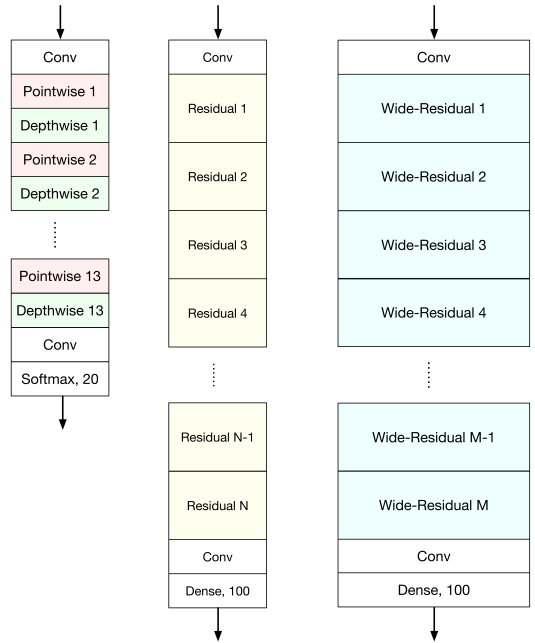 Conv
Pointwise 1
Depthwise 1
Pointwise 2
Depthwise 2
Pointwise 13
Depthwise 13
Conv
Softmax, 20
Conv
Residual 1
Residual 2
Residual 3
Residual 4
Residual N-1
Residual N
Conv
Dense, 100
Conv
Wide-Residual 1
Wide-Residual 2
Wide-Residual 3
Wide-Residual 4
Wide-Residual M-1
Wide-Residual M
Conv
Dense, 100